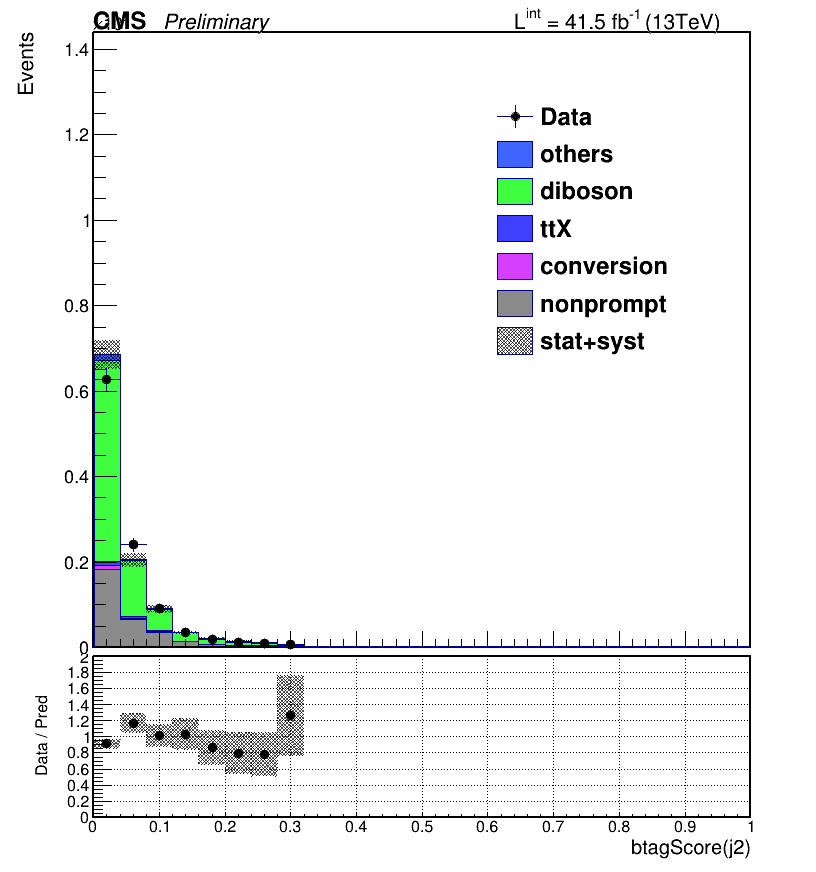 CMS Preliminary L^int = 41.5 fb^-1 (13TeV)
Events
1.4
1.2
1
0.8
0.6
0.4
0.2
0
Data
others
diboson
ttX
conversion
nonprompt
stat+syst
Data / Pred
2
1.8
1.6
1.4
1.2
1
0.8
0.6
0.4
0.2
0
0 0.1 0.2 0.3 0.4 0.5 0.6 0.7 0.8 0.9 1
btagScore(j2)